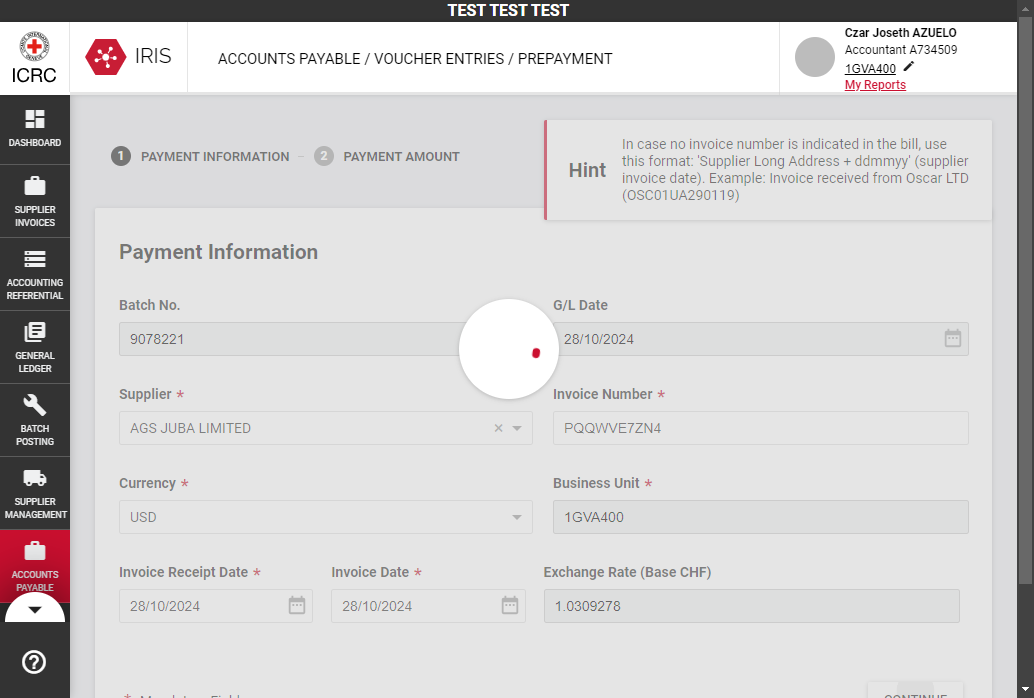 TEST TEST TEST
ICRC
IRIS
ACCOUNTS PAYABLE / VOUCHER ENTRIES / PREPAYMENT
Czar Joseth AZUELO
Accountant A734509
1GVA400
My Reports
DASHBOARD
SUPPLIER
INVOICES
ACCOUNTING
REFERENTIAL
GENERAL
LEDGER
BATCH
POSTING
SUPPLIER
MANAGEMENT
ACCOUNTS
PAYABLE
1 PAYMENT INFORMATION – 2 PAYMENT AMOUNT
Hint
In case no invoice number is indicated in the bill, use
this format: 'Supplier Long Address + ddmmyy' (supplier
invoice date). Example: Invoice received from Oscar LTD
(OSC01UA290119)
Payment Information
Batch No.
9078221
G/L Date
28/10/2024
Supplier *
AGS JUBA LIMITED
Invoice Number *
PQQWVE7ZN4
Currency *
USD
Business Unit *
1GVA400
Invoice Receipt Date *
28/10/2024
Invoice Date *
28/10/2024
Exchange Rate (Base CHF)
1.0309278
* Mandatory Fields
CONTINUE